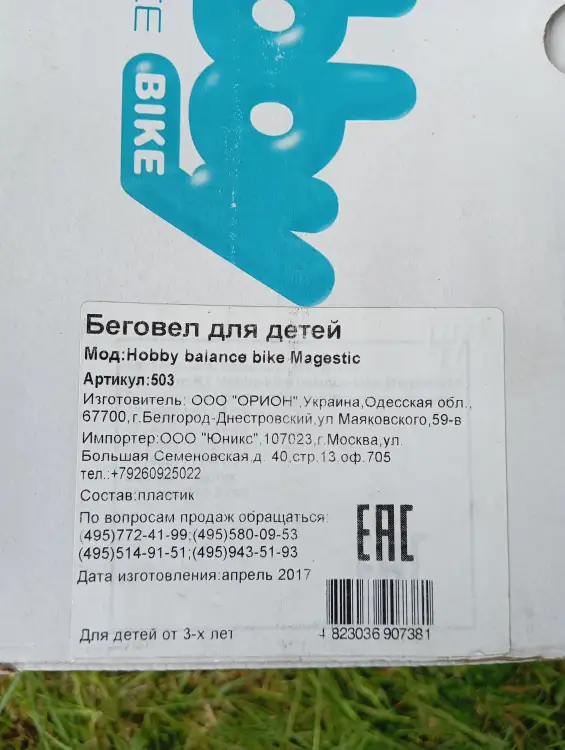 BIKE
Беговел для детей
Мод:Hobby balance bike Magestic
Артикул:503
Изготовитель: ООО "ОРИОН",Украина,Одесская обл.,
67700,г.Белгород-Днестровский,ул Маяковского,59-в
Импортер:ООО "Юникс",107023,г.Москва,ул.
Большая Семеновская,д. 40,стр.13 оф.705
тел.:+79260925022
Состав:пластик
По вопросам продаж обращаться:
(495)772-41-99;(495)580-09-53
(495)514-91-51;(495)943-51-93
EAC
Дата изготовления:апрель 2017
Для детей от 3-х лет
4 823036 907381